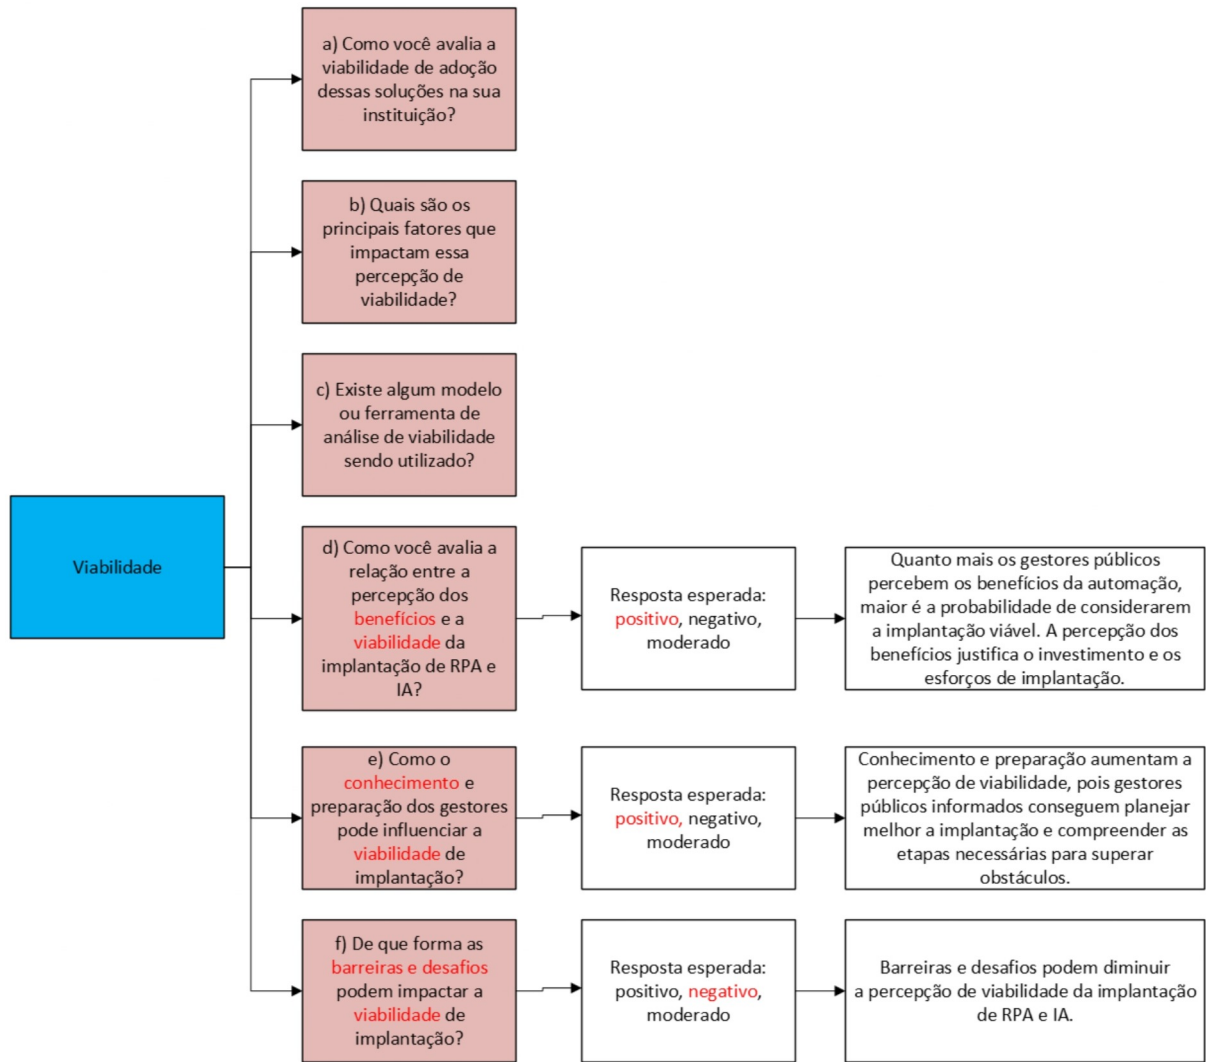 a) Como você avalia a
viabilidade de adoção
dessas soluções na sua
instituição?
b) Quais são os
principais fatores que
impactam essa
percepção de
viabilidade?
c) Existe algum modelo
ou ferramenta de
análise de viabilidade
sendo utilizado?
Viabilidade
d) Como você avalia a
relação entre a
percepção dos
benefícios e a
viabilidade da
implantação de RPA e
IA?
Resposta esperada:
positivo, negativo,
moderado
Quanto mais os gestores públicos
percebem os benefícios da automação,
maior é a probabilidade de considerarem
a implantação viável. A percepção dos
benefícios justifica o investimento e os
esforços de implantação.
e) Como o
conhecimento e
preparação dos gestores
pode influenciar a
viabilidade de
implantação?
Resposta esperada:
positivo, negativo,
moderado
Conhecimento e preparação aumentam a
percepção de viabilidade, pois gestores
públicos informados conseguem planejar
melhor a implantação e compreender as
etapas necessárias para superar
obstáculos.
f) De que forma as
barreiras e desafios
podem impactar a
viabilidade de
implantação?
Resposta esperada:
positivo, negativo,
moderado
Barreiras e desafios podem diminuir
a percepção de viabilidade da implantação
de RPA e IA.